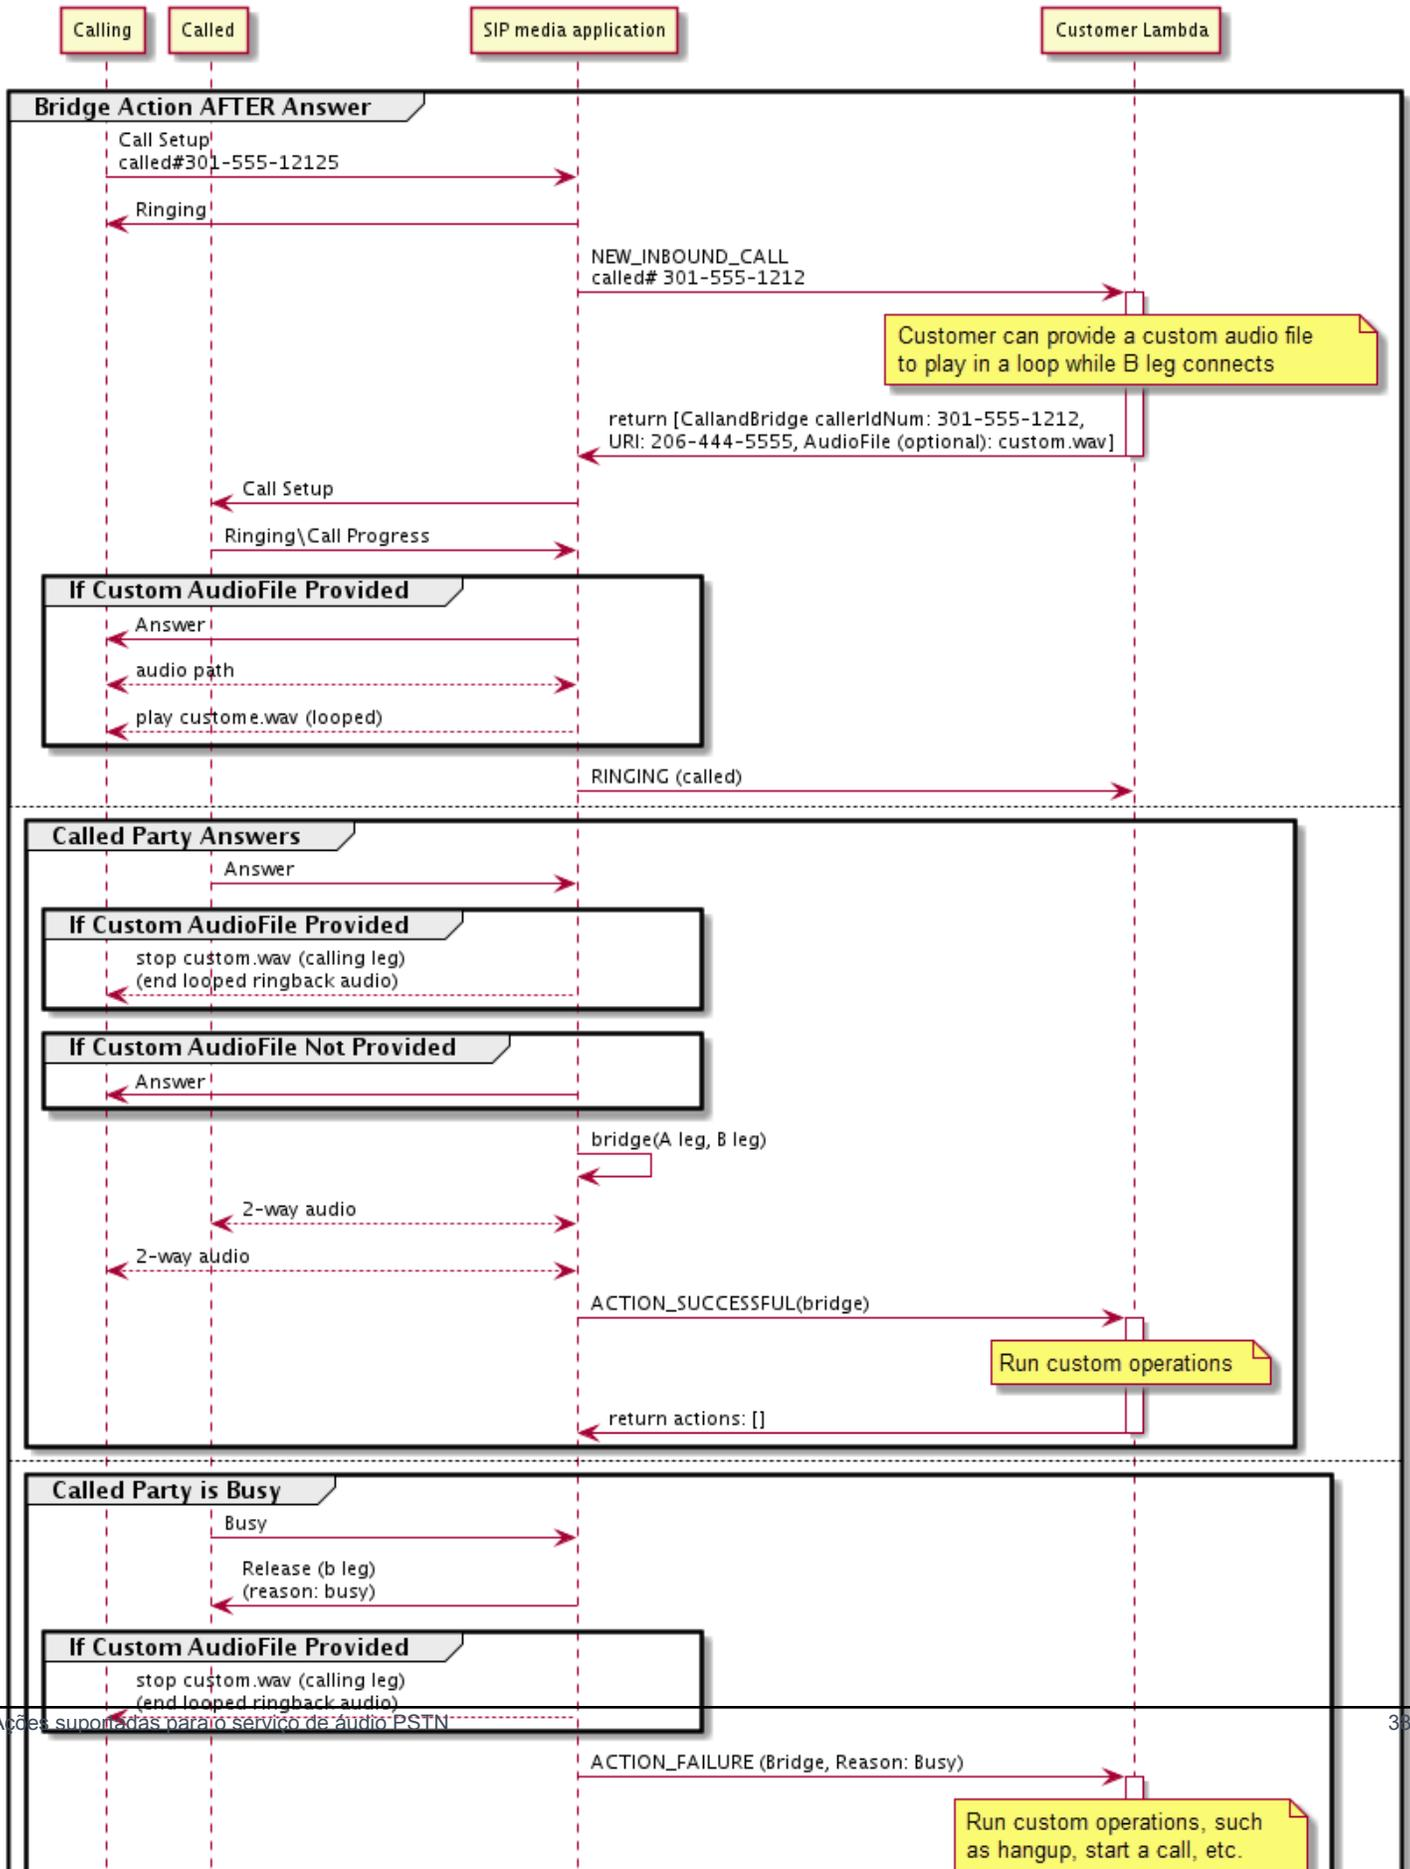 Calling
Called
SIP media application
Customer Lambda
Bridge Action AFTER Answer
Call Setup
called#301-555-12125
Ringing
NEW_INBOUND_CALL
called# 301-555-1212
Customer can provide a custom audio file
to play in a loop while B leg connects
return [CallandBridge callerIdNum: 301-555-1212,
URI: 206-444-5555, AudioFile (optional): custom.wav]
Call Setup
Ringing\Call Progress
If Custom AudioFile Provided
Answer
audio path
play custome.wav (looped)
RINGING (called)
Called Party Answers
Answer
If Custom AudioFile Provided
stop custom.wav (calling leg)
(end looped ringback audio)
If Custom AudioFile Not Provided
Answer
bridge(A leg, B leg)
2-way audio
2-way audio
ACTION_SUCCESSFUL(bridge)
Run custom operations
return actions: []
Called Party is Busy
Busy
Release (b leg)
(reason: busy)
If Custom AudioFile Provided
stop custom.wav (calling leg)
(end looped ringback audio)
Ações suportadas para o serviço de áudio PSTN
ACTION_FAILURE (Bridge, Reason: Busy)
Run custom operations, such
as hangup, start a call, etc.